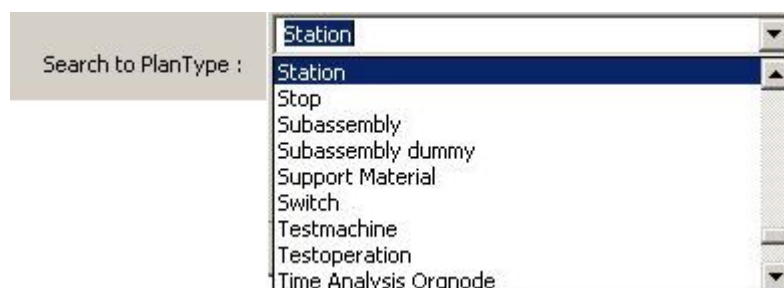 Station
Search to PlanType :
Station
Stop
Subassembly
Subassembly dummy
Support Material
Switch
Testmachine
Testoperation
Time Analysis Orgnode